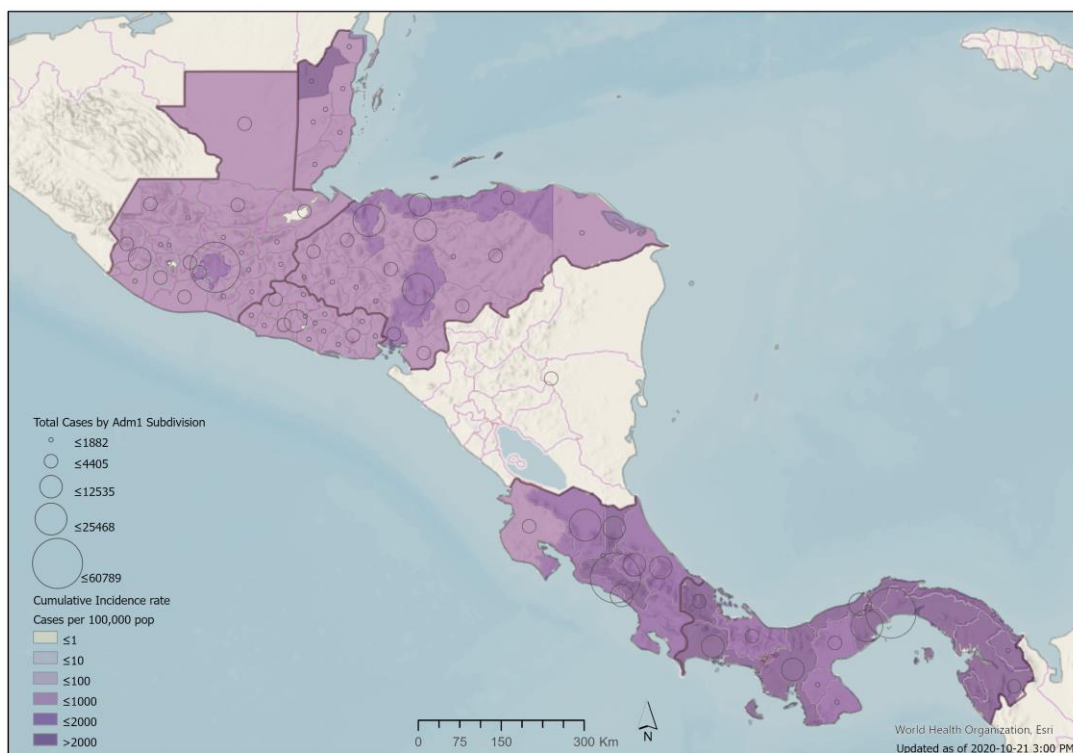 Total Cases by Adm1 Subdivision
≤1882
≤4405
≤12535
≤25468
≤60789
Cumulative Incidence rate
Cases per 100,000 pop
≤1
≤10
≤100
≤1000
≤2000
>2000
0 75 150 300 Km
N
World Health Organization, Esri
Updated as of 2020-10-21 3:00 PM